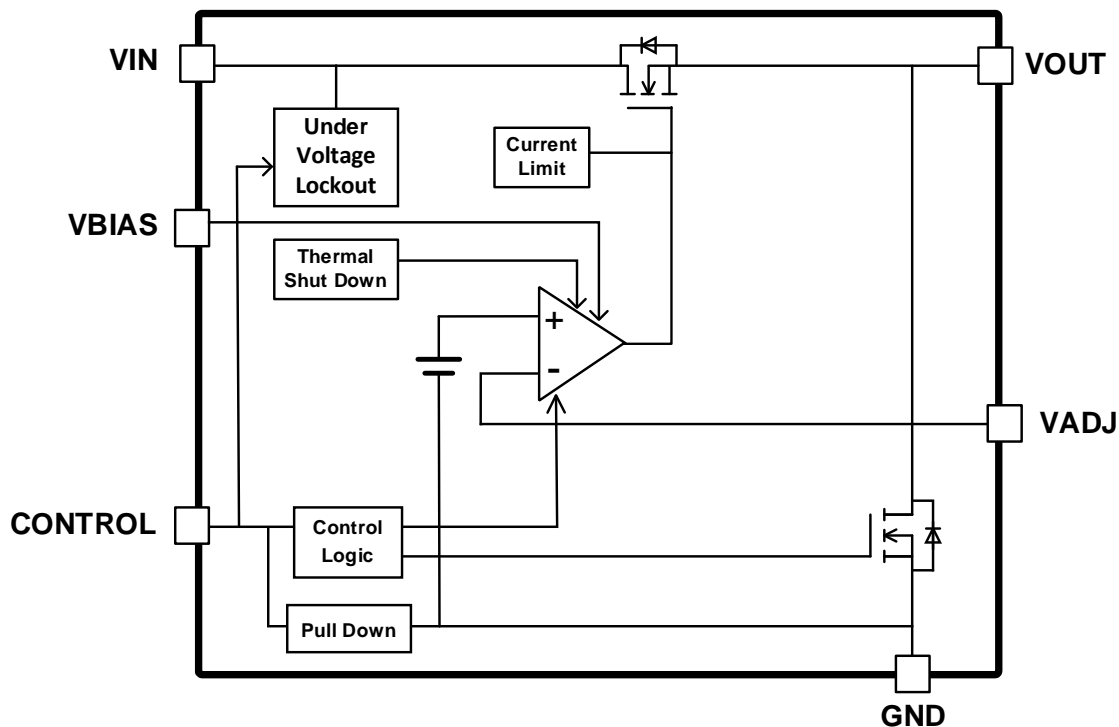 VIN
VOUT
Under
Voltage
Lockout
Current
Limit
VBIAS
Thermal
Shut Down
+
-
VADJ
CONTROL
Control
Logic
Pull Down
GND